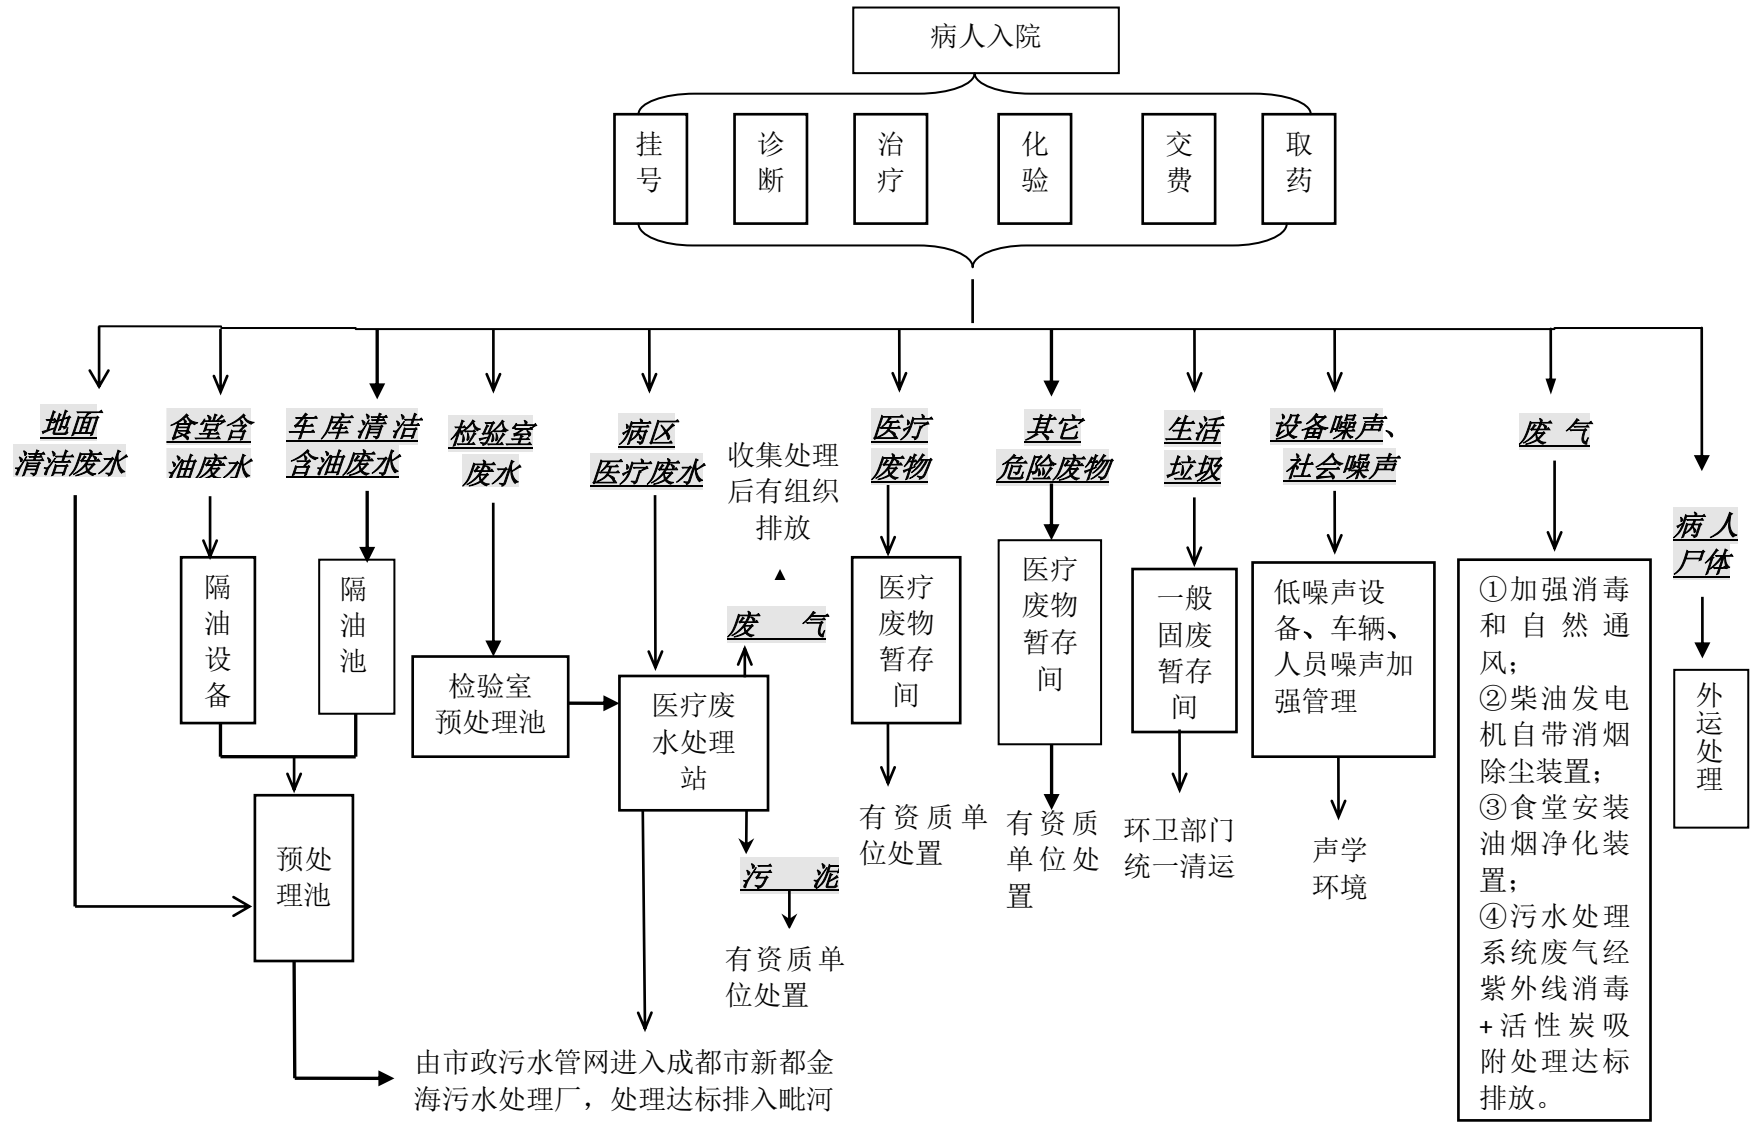 病人入院
挂
号
诊
断
治
疗
化
验
交
费
取
药
地面
清洁废水
食堂含
油废水
车库清洁
含油废水
检验室
废水
病区
医疗废水
收集处理
后有组织
排放
医疗
废物
其它
危险废物
生活
垃圾
设备噪声、
社会噪声
废气
病人
尸体
隔
油
设
备
隔
油
池
检验室
预处理池
废气
医疗废
水处理
站
医疗
废物
暂存
间
医疗
废物
暂存
间
一般
固废
暂存
间
低噪声设
备、车辆、
人员噪声加
强管理
①加强消毒
和自然通
风；
②柴油发电
机自带消烟
除尘装置；
③食堂安装
油烟净化装
置；
④污水处理
系统废气经
紫外线消毒
+活性炭吸
附处理达标
排放。
外
运
处
理
预处
理池
污泥
有资质单
位处置
有资质单
位处置
有资质
单位处
置
环卫部门
统一清运
声学
环境
由市政污水管网进入成都市新都金
海污水处理厂，处理达标排入毗河